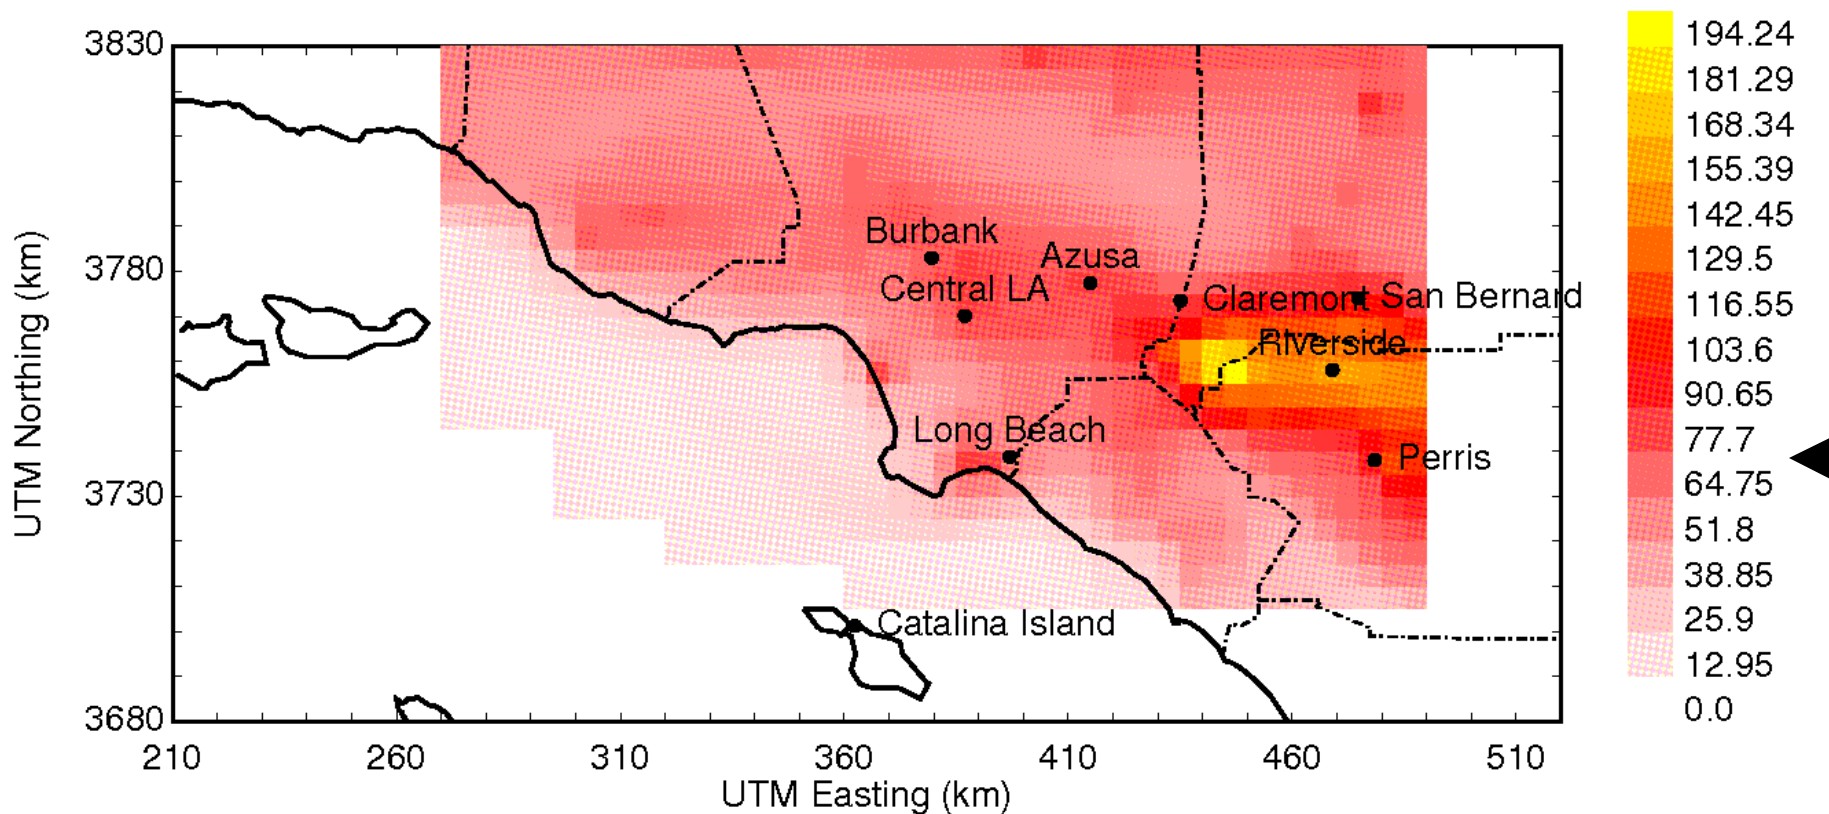 3830
194.24
181.29
168.34
155.39
142.45
Burbank
Azusa
3780
129.5
Central LA
Claremont
San Bernard
116.55
Riverside
103.6
90.65
Long Beach
77.7
Perris
64.75
3730
51.8
38.85
25.9
Catalina Island
12.95
3680
0.0
210
260
310
360
410
460
510
UTM Easting (km)
UTM Northing (km)